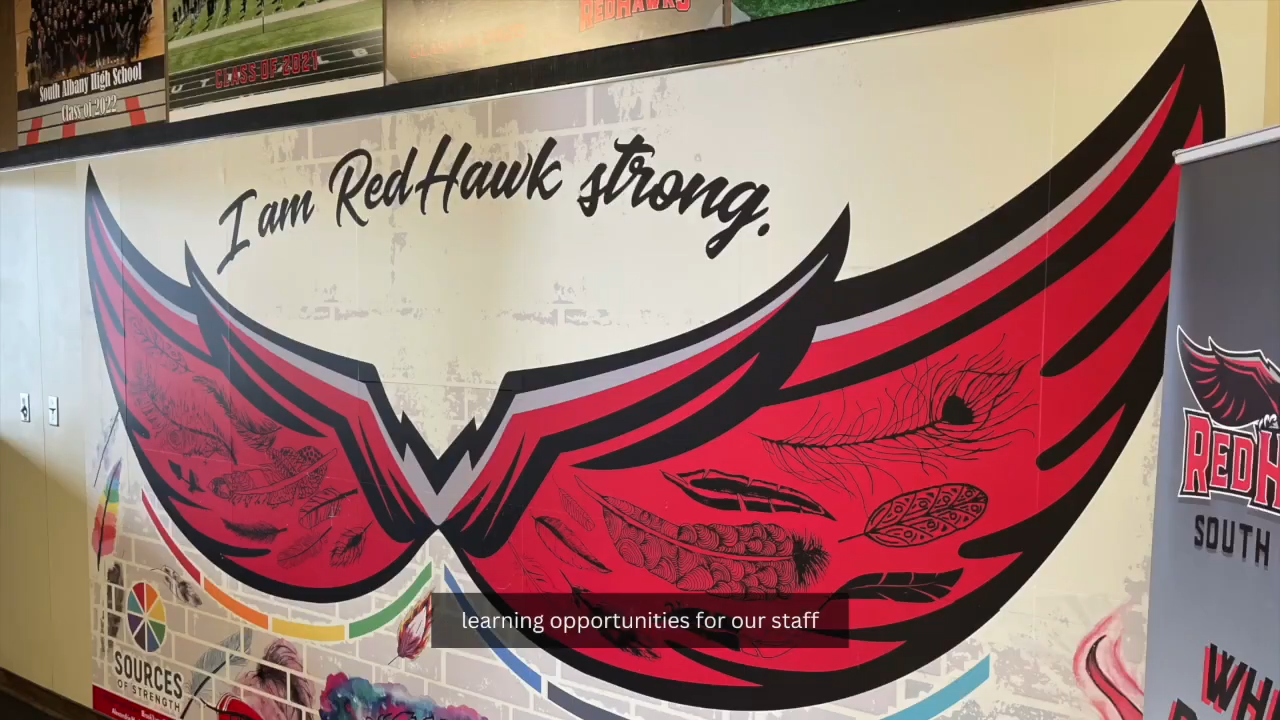 REDHAWKS
South Albany High School
Class of 2022
CLASS OF 2021
I am RedHawk strong.
SOUTH
learning opportunities for our staff
SOURCES
OF STRENGTH